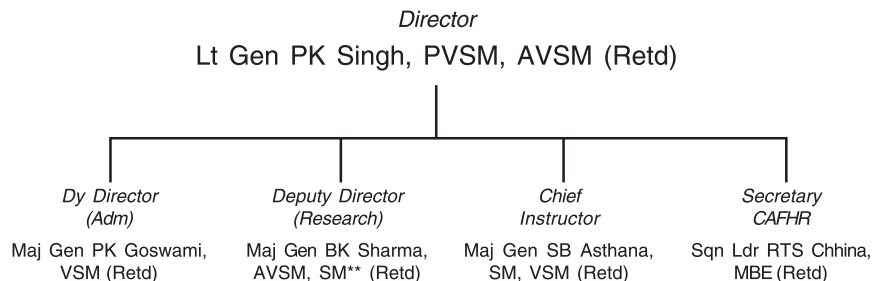 Director
Lt Gen PK Singh, PVSM, AVSM (Retd)
Dy Director
(Adm)
Maj Gen PK Goswami,
VSM (Retd)
Deputy Director
(Research)
Maj Gen BK Sharma,
AVSM, SM** (Retd)
Chief
Instructor
Maj Gen SB Asthana,
SM, VSM (Retd)
Secretary
CAFHR
Sqn Ldr RTS Chhina,
MBE (Retd)